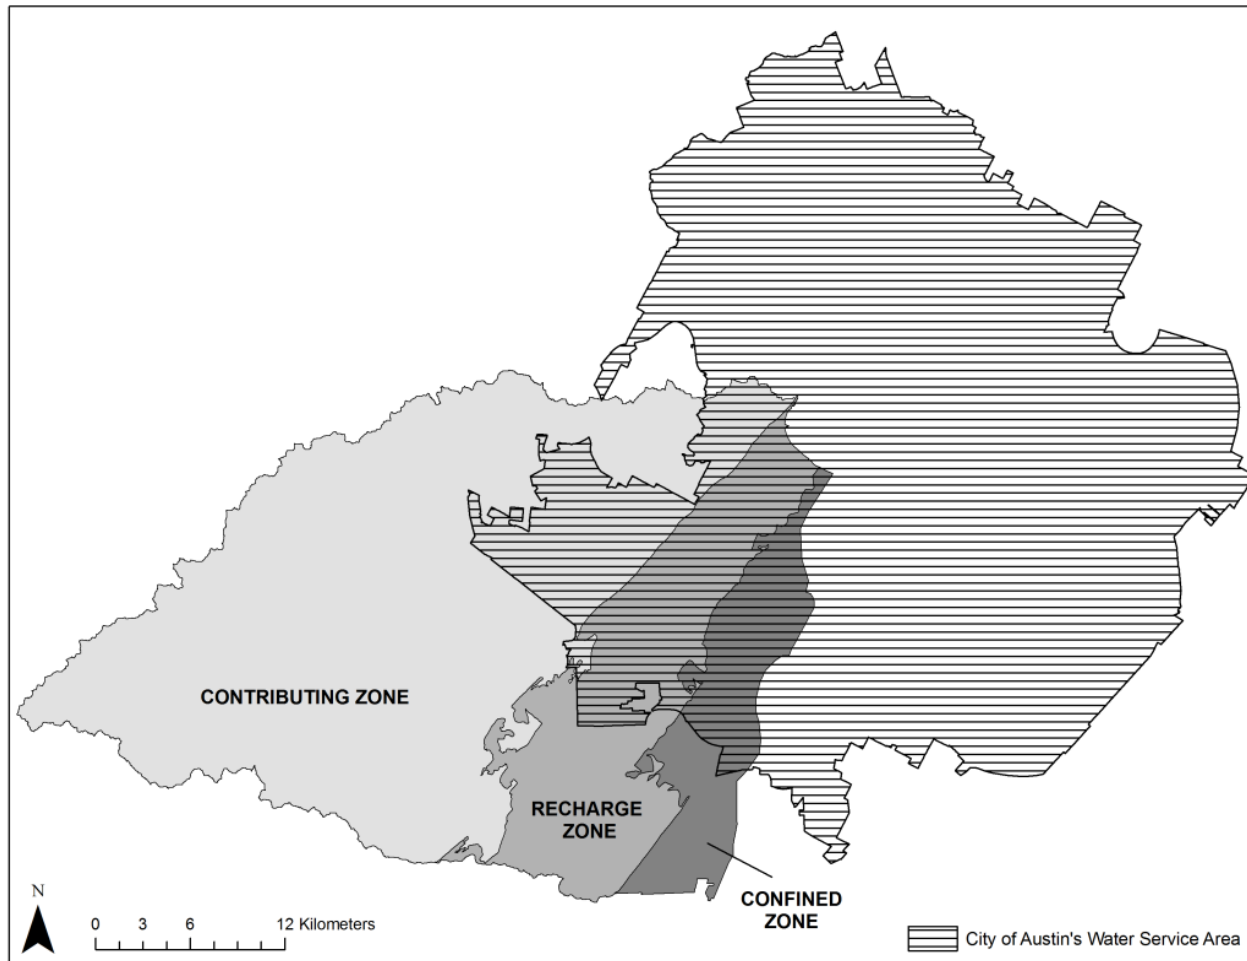 CONTRIBUTING ZONE
RECHARGE
ZONE
CONFINED
ZONE
N
0 3 6 12 Kilometers
City of Austin's Water Service Area